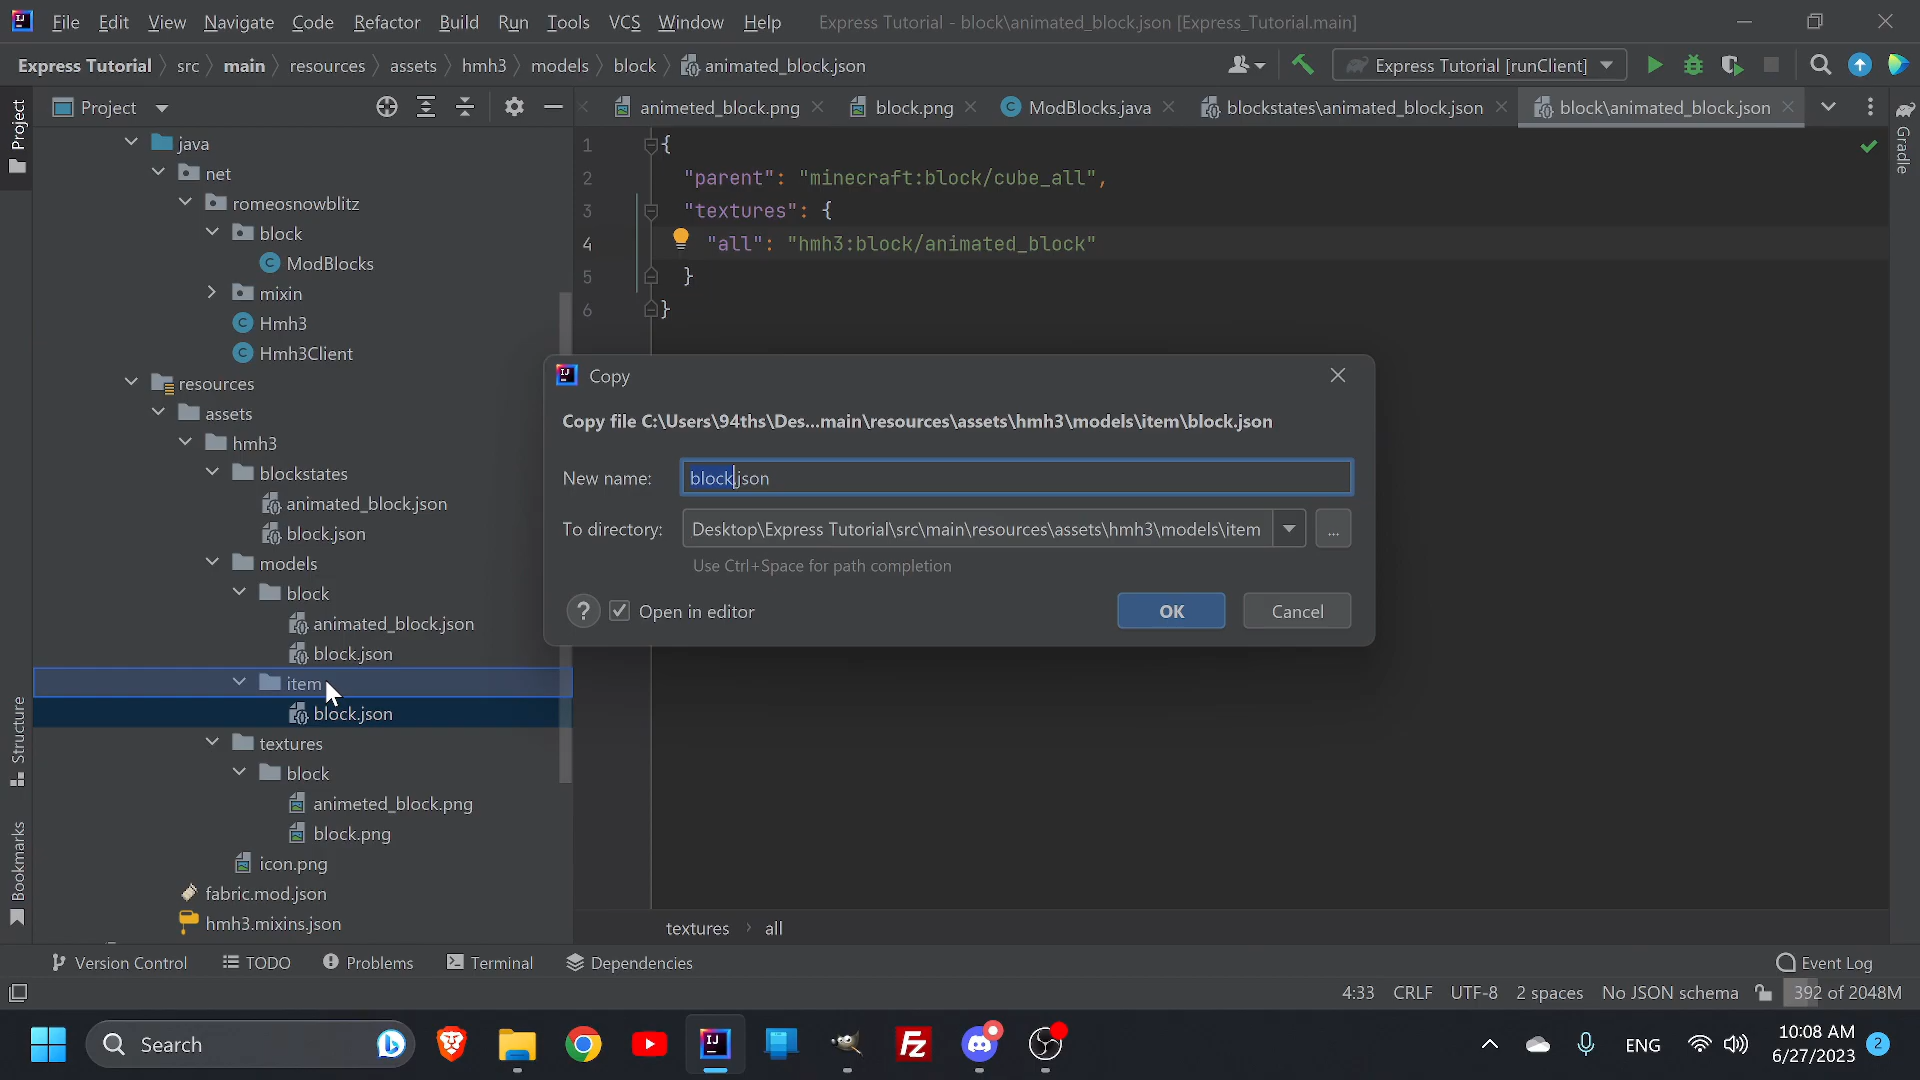 File Edit View Navigate Code Refactor Build Run Tools VCS Window Help Express Tutorial - block\animated_block.json [Express_Tutorial.main]
Express Tutorial src main resources assets hmh3 models block animated_block.json Express Tutorial [runClient]
Project animeted_block.png block.png ModBlocks.java blockstates\animated_block.json block\animated_block.json
Project
Structure
Bookmarks
Gradle
java
net
romeosnowblitz
block
ModBlocks
mixin
Hmh3
Hmh3Client
resources
assets
hmh3
blockstates
animated_block.json
block.json
models
block
animated_block.json
block.json
item
block.json
textures
block
animeted_block.png
block.png
icon.png
fabric.mod.json
hmh3.mixins.json
1 {
2 "parent": "minecraft:block/cube_all",
3 "textures": {
4 "all": "hmh3:block/animated_block"
5 }
6 }
Copy
Copy file C:\Users\94ths\Des...main\resources\assets\hmh3\models\item\block.json
New name: block.json
To directory: Desktop\Express Tutorial\src\main\resources\assets\hmh3\models\item ...
Use Ctrl+Space for path completion
? Open in editor OK Cancel
textures all
Version Control TODO Problems Terminal Dependencies Event Log
4:33 CRLF UTF-8 2 spaces No JSON schema 392 of 2048M
Search ENG 10:08 AM 2
6/27/2023